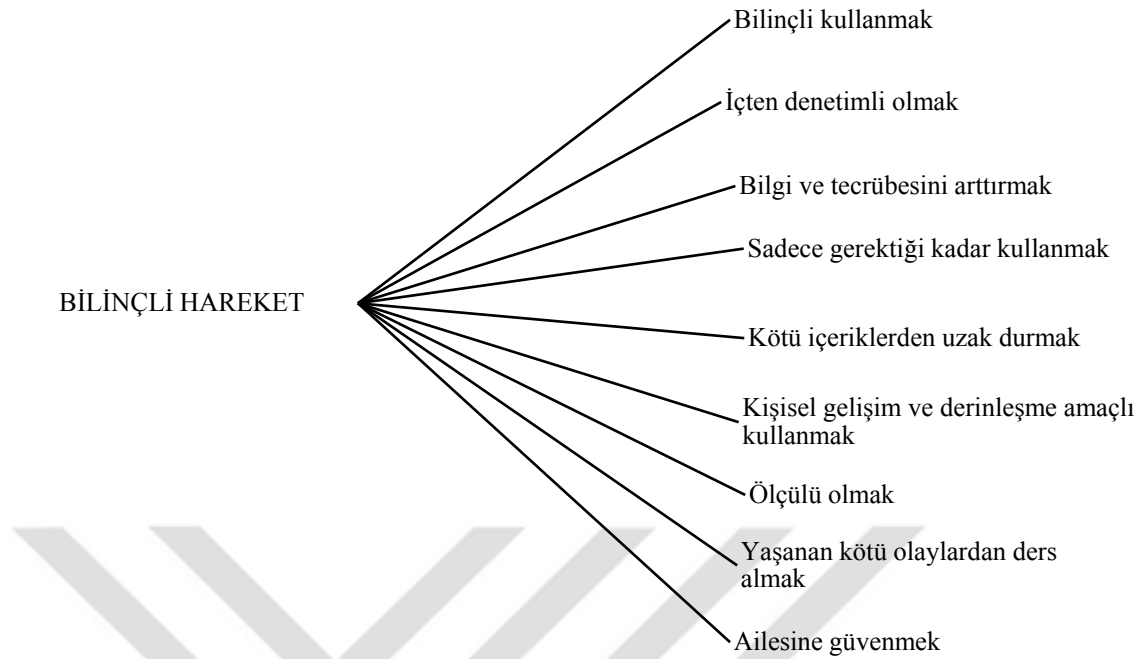 Bilinçli kullanmak
İçten denetimli olmak
Bilgi ve tecrübesini arttırmak
Sadece gerektiği kadar kullanmak
BİLİNÇLİ HAREKET
Kötü içeriklerden uzak durmak
Kişisel gelişim ve derinleşme amaçlı
kullanmak
Ölçülü olmak
Yaşanan kötü olaylardan ders
almak
Ailesine güvenmek